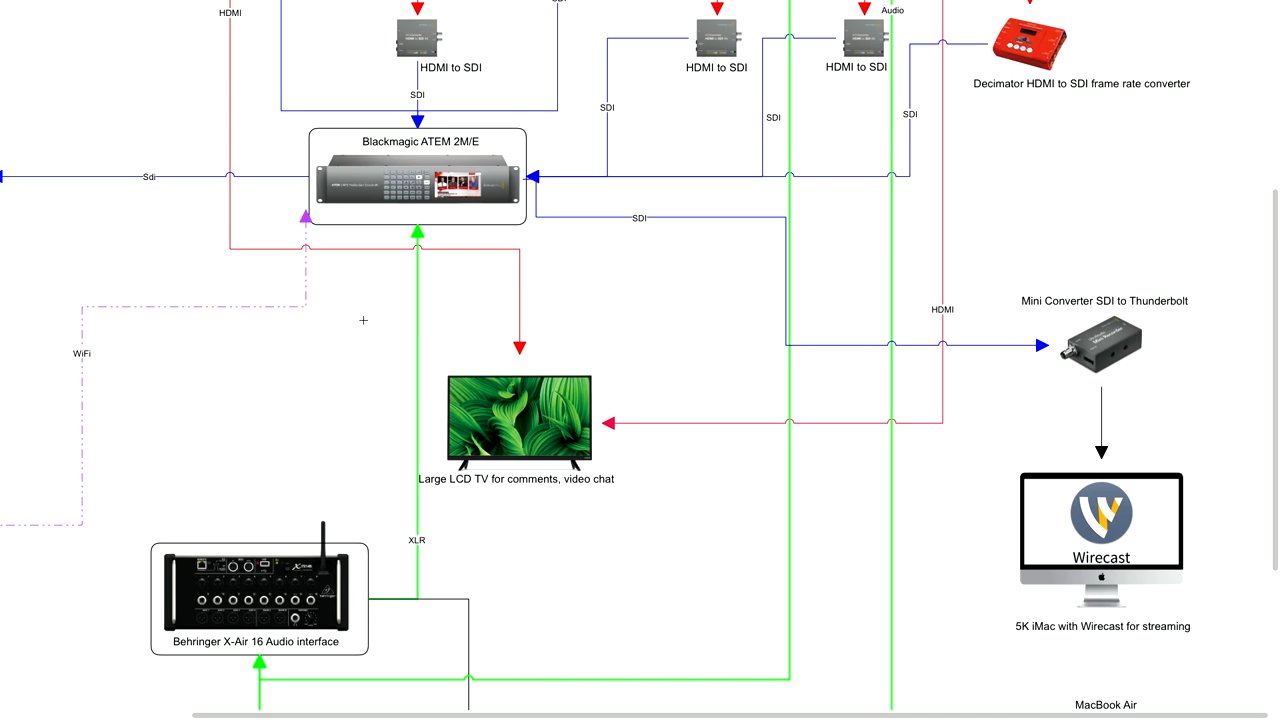 HDMI
Audio
HDMI to SDI
HDMI to SDI
HDMI to SDI
Decimator HDMI to SDI frame rate converter
SDI
SDI
SDI
SDI
Blackmagic ATEM 2M/E
Sdi
SDI
Mini Converter SDI to Thunderbolt
HDMI
WiFi
Large LCD TV for comments, video chat
XLR
Wirecast
5K iMac with Wirecast for streaming
Behringer X-Air 16 Audio interface
MacBook Air